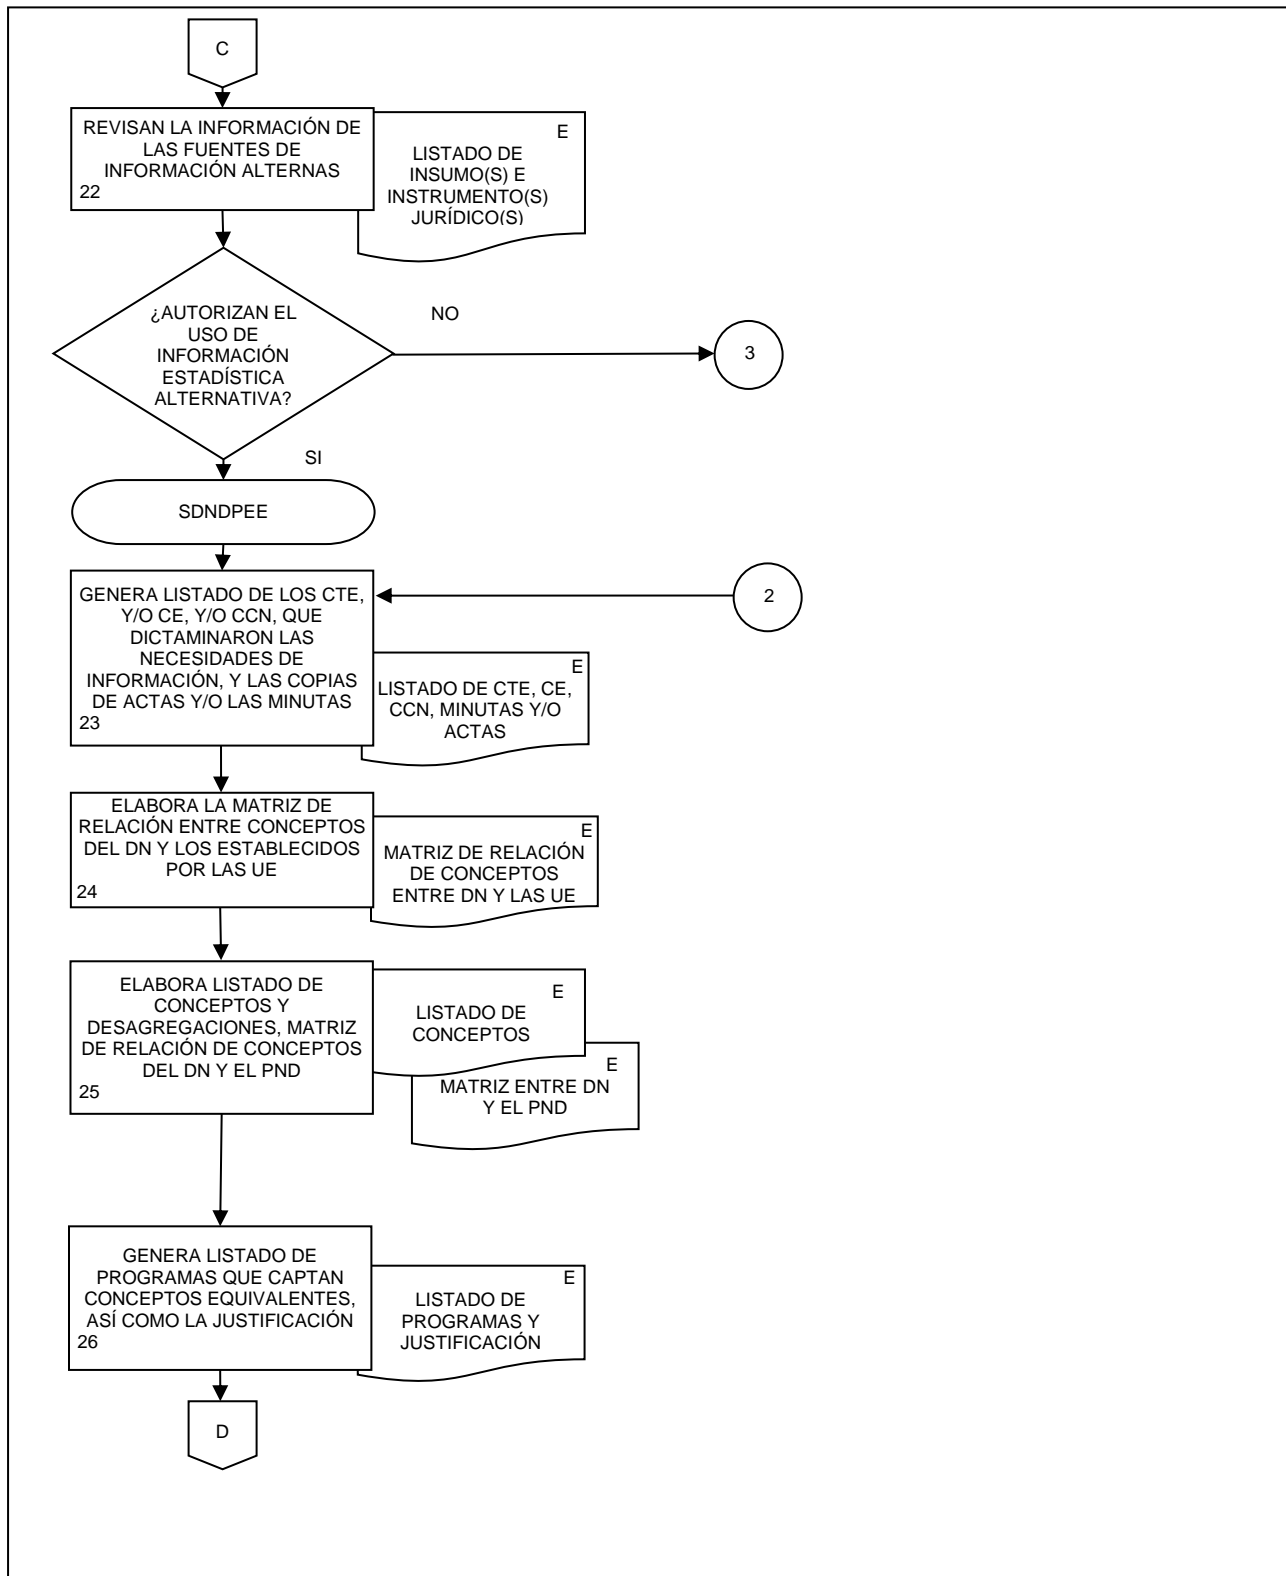 C
REVISAN LA INFORMACIÓN DE
LAS FUENTES DE
INFORMACIÓN ALTERNAS
22
E
LISTADO DE
INSUMO(S) E
INSTRUMENTO(S)
JURÍDICO(S)
¿AUTORIZAN EL
USO DE
INFORMACIÓN
ESTADÍSTICA
ALTERNATIVA?
NO
3
SI
SDNDPEE
GENERA LISTADO DE LOS CTE,
Y/O CE, Y/O CCN, QUE
DICTAMINARON LAS
NECESIDADES DE
INFORMACIÓN, Y LAS COPIAS
DE ACTAS Y/O LAS MINUTAS
23
2
E
LISTADO DE CTE, CE,
CCN, MINUTAS Y/O
ACTAS
ELABORA LA MATRIZ DE
RELACIÓN ENTRE CONCEPTOS
DEL DN Y LOS ESTABLECIDOS
POR LAS UE
24
E
MATRIZ DE RELACIÓN
DE CONCEPTOS
ENTRE DN Y LAS UE
ELABORA LISTADO DE
CONCEPTOS Y
DESAGREGACIONES, MATRIZ
DE RELACIÓN DE CONCEPTOS
DEL DN Y EL PND
25
E
LISTADO DE
CONCEPTOS
E
MATRIZ ENTRE DN
Y EL PND
GENERA LISTADO DE
PROGRAMAS QUE CAPTAN
CONCEPTOS EQUIVALENTES,
ASÍ COMO LA JUSTIFICACIÓN
26
E
LISTADO DE
PROGRAMAS Y
JUSTIFICACIÓN
D